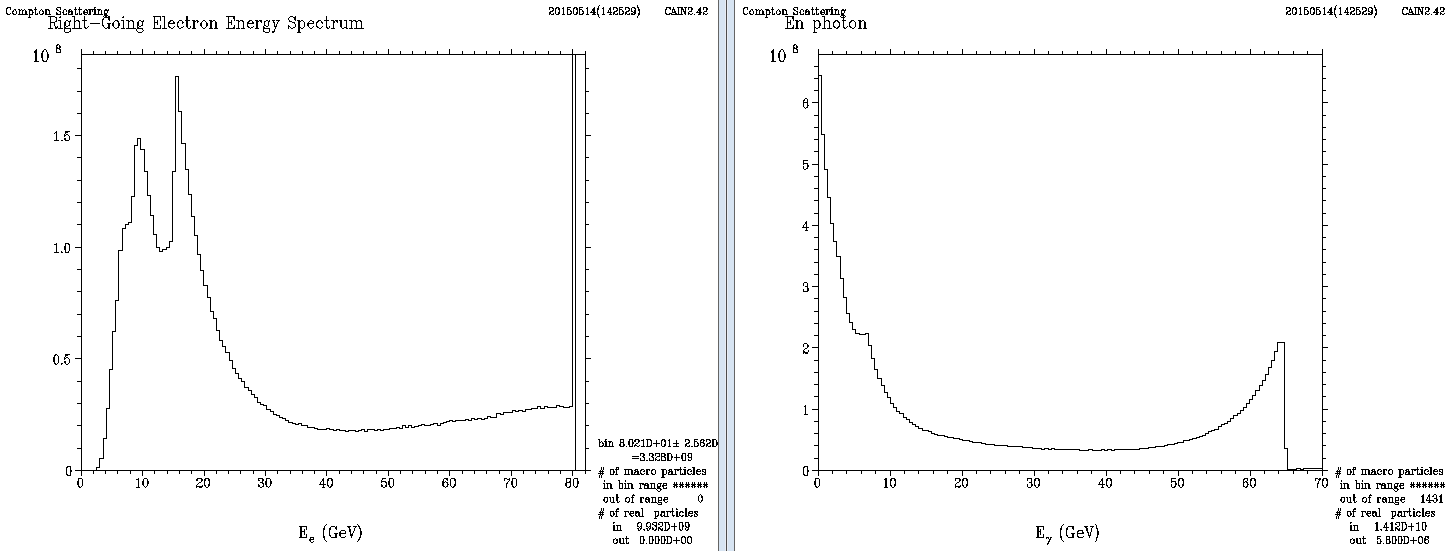 Compton Scattering 20150514(142529) CAIN2.42
Right-Going Electron Energy Spectrum
10 8
1.5
1.0
0.5
0
0 10 20 30 40 50 60 70 80
E e (GeV)
bin 8.021D+01± 2.562D
=3.328D+09
# of macro particles
in bin range ******
out of range 0
# of real particles
in 9.932D+09
out 0.000D+00
Compton Scattering 20150514(142529) CAIN2.42
En photon
10 8
6
5
4
3
2
1
0
0 10 20 30 40 50 60 70
E γ (GeV)
# of macro particles
in bin range ******
out of range 1431
# of real particles
in 1.412D+10
out 5.600D+06